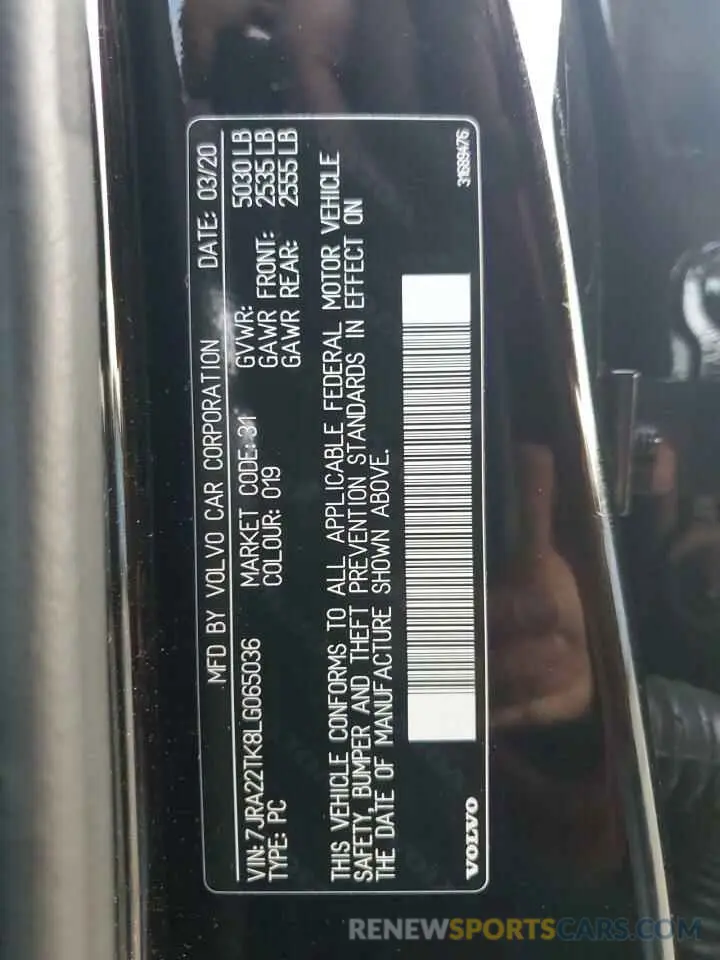 MFD BY VOLVO CAR CORPORATION DATE: 03/20
VIN: 7JRA22TK8LG065036 MARKET CODE: 31 GVWR: 5030 LB
TYPE: PC COLOUR: 019 GAWR FRONT: 2535 LB
GAWR REAR: 2555 LB
THIS VEHICLE CONFORMS TO ALL APPLICABLE FEDERAL MOTOR VEHICLE
SAFETY, BUMPER AND THEFT PREVENTION STANDARDS IN EFFECT ON
THE DATE OF MANUFACTURE SHOWN ABOVE.
VOLVO 31689476
RENEWSPORTSCARS.COM